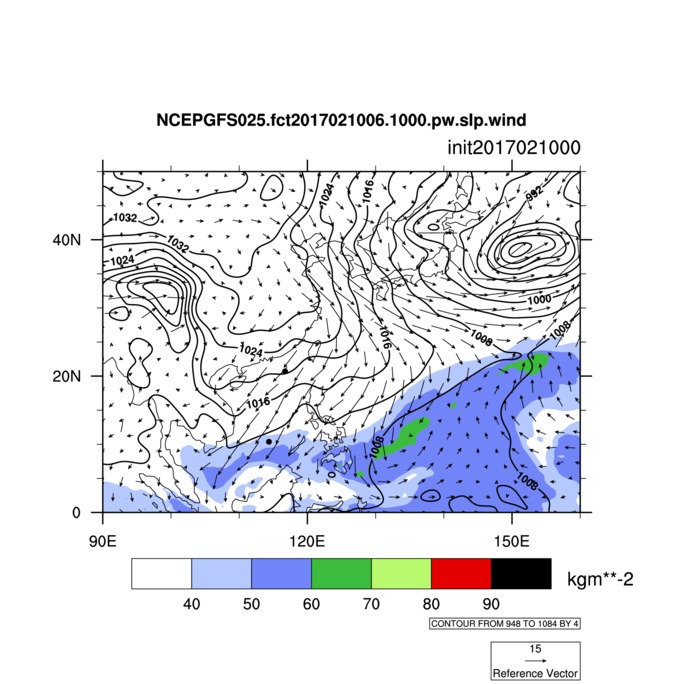 NCEPGFS025.fct2017021006.1000.pw.slp.wind
init2017021000
1024
1016
992
1032
1032
40N
1024
1000
1008
1008
1016
1024
20N
1016
1008
1008
0
90E 120E 150E
kgm**-2
40 50 60 70 80 90
CONTOUR FROM 948 TO 1084 BY 4
15
Reference Vector